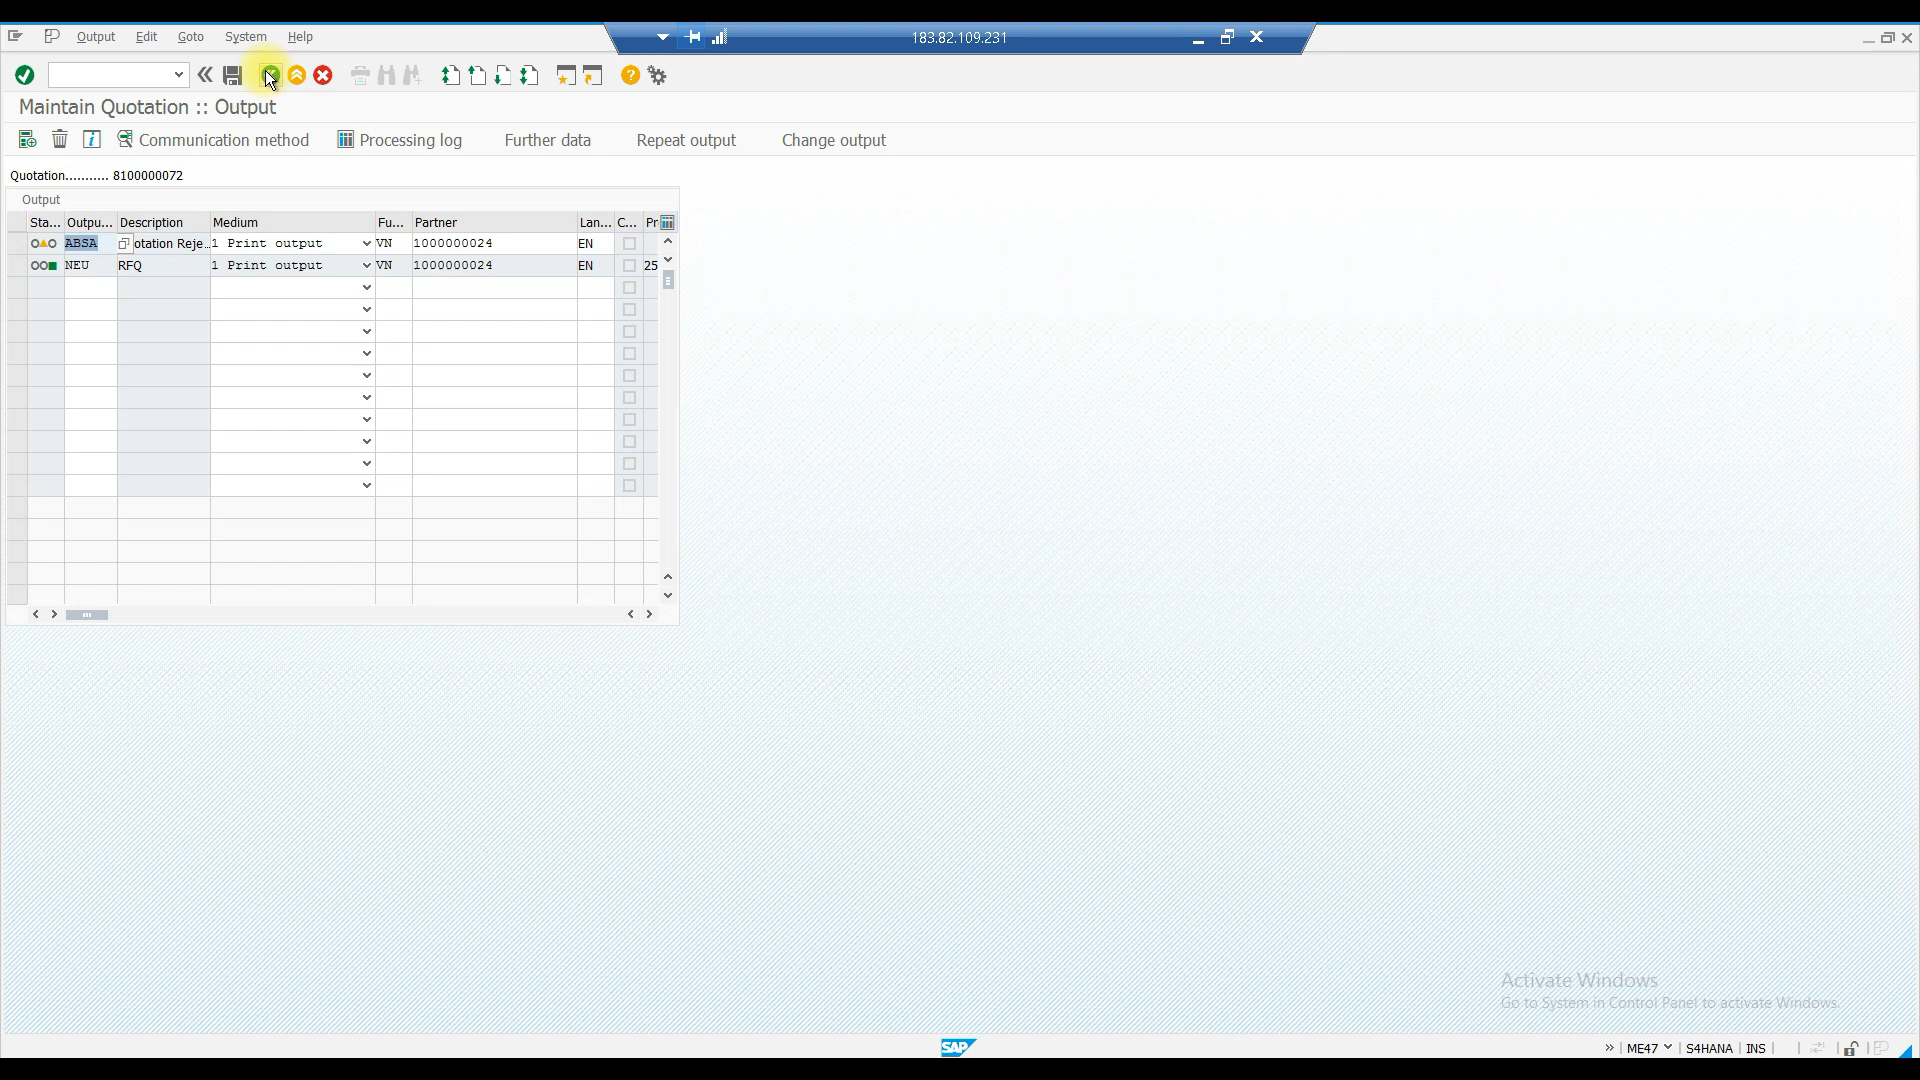 Output Edit Goto System Help
183.82.109.231
Maintain Quotation :: Output
Communication method Processing log Further data Repeat output Change output
Quotation........... 8100000072
Output
Sta... Outpu... Description Medium Fu... Partner Lan... C... Pr
ABSA otation Reje... 1 Print output VN 1000000024 EN
NEU RFQ 1 Print output VN 1000000024 EN 25
Activate Windows
Go to System in Control Panel to activate Windows.
SAP
ME47 S4HANA INS